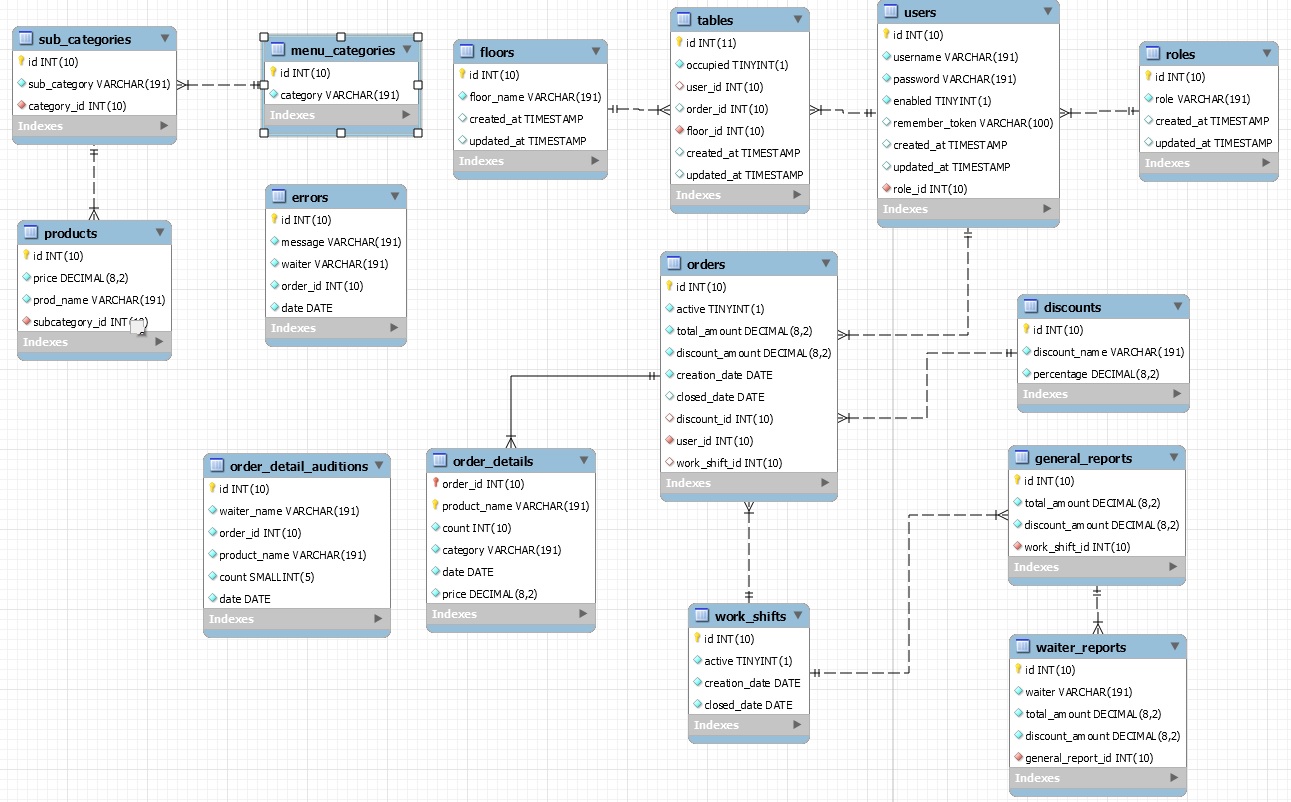 sub_categories
id INT(10)
sub_category VARCHAR(191)
category_id INT(10)
Indexes
menu_categories
id INT(10)
category VARCHAR(191)
Indexes
floors
id INT(10)
floor_name VARCHAR(191)
created_at TIMESTAMP
updated_at TIMESTAMP
Indexes
tables
id INT(11)
occupied TINYINT(1)
user_id INT(10)
order_id INT(10)
floor_id INT(10)
created_at TIMESTAMP
updated_at TIMESTAMP
Indexes
users
id INT(10)
username VARCHAR(191)
password VARCHAR(191)
enabled TINYINT(1)
remember_token VARCHAR(100)
created_at TIMESTAMP
updated_at TIMESTAMP
role_id INT(10)
Indexes
roles
id INT(10)
role VARCHAR(191)
created_at TIMESTAMP
updated_at TIMESTAMP
Indexes
products
id INT(10)
price DECIMAL(8,2)
prod_name VARCHAR(191)
subcategory_id INT(10)
Indexes
errors
id INT(10)
message VARCHAR(191)
waiter VARCHAR(191)
order_id INT(10)
date DATE
Indexes
orders
id INT(10)
active TINYINT(1)
total_amount DECIMAL(8,2)
discount_amount DECIMAL(8,2)
creation_date DATE
closed_date DATE
discount_id INT(10)
user_id INT(10)
work_shift_id INT(10)
Indexes
discounts
id INT(10)
discount_name VARCHAR(191)
percentage DECIMAL(8,2)
Indexes
order_detail_auditions
id INT(10)
waiter_name VARCHAR(191)
order_id INT(10)
product_name VARCHAR(191)
count SMALLINT(5)
date DATE
Indexes
order_details
order_id INT(10)
product_name VARCHAR(191)
count INT(10)
category VARCHAR(191)
date DATE
price DECIMAL(8,2)
Indexes
general_reports
id INT(10)
total_amount DECIMAL(8,2)
discount_amount DECIMAL(8,2)
work_shift_id INT(10)
Indexes
work_shifts
id INT(10)
active TINYINT(1)
creation_date DATE
closed_date DATE
Indexes
waiter_reports
id INT(10)
waiter VARCHAR(191)
total_amount DECIMAL(8,2)
discount_amount DECIMAL(8,2)
general_report_id INT(10)
Indexes